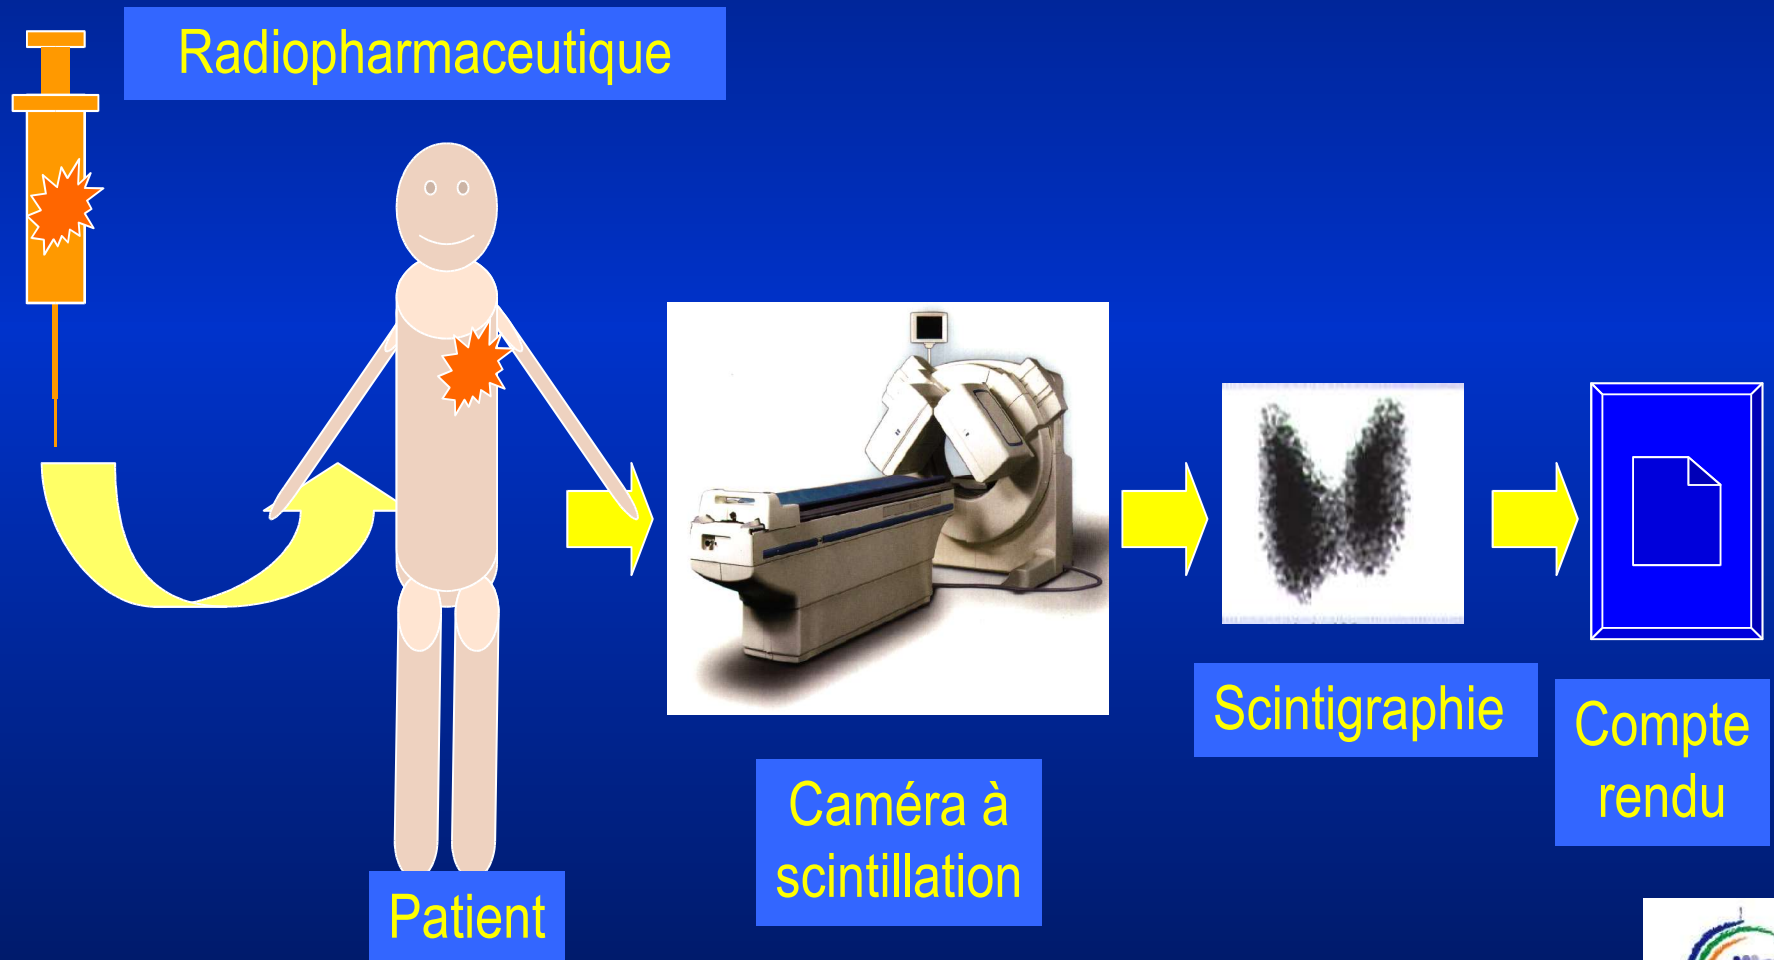 Radiopharmaceutique
Scintigraphie
Compte
rendu
Caméra à
scintillation
Patient